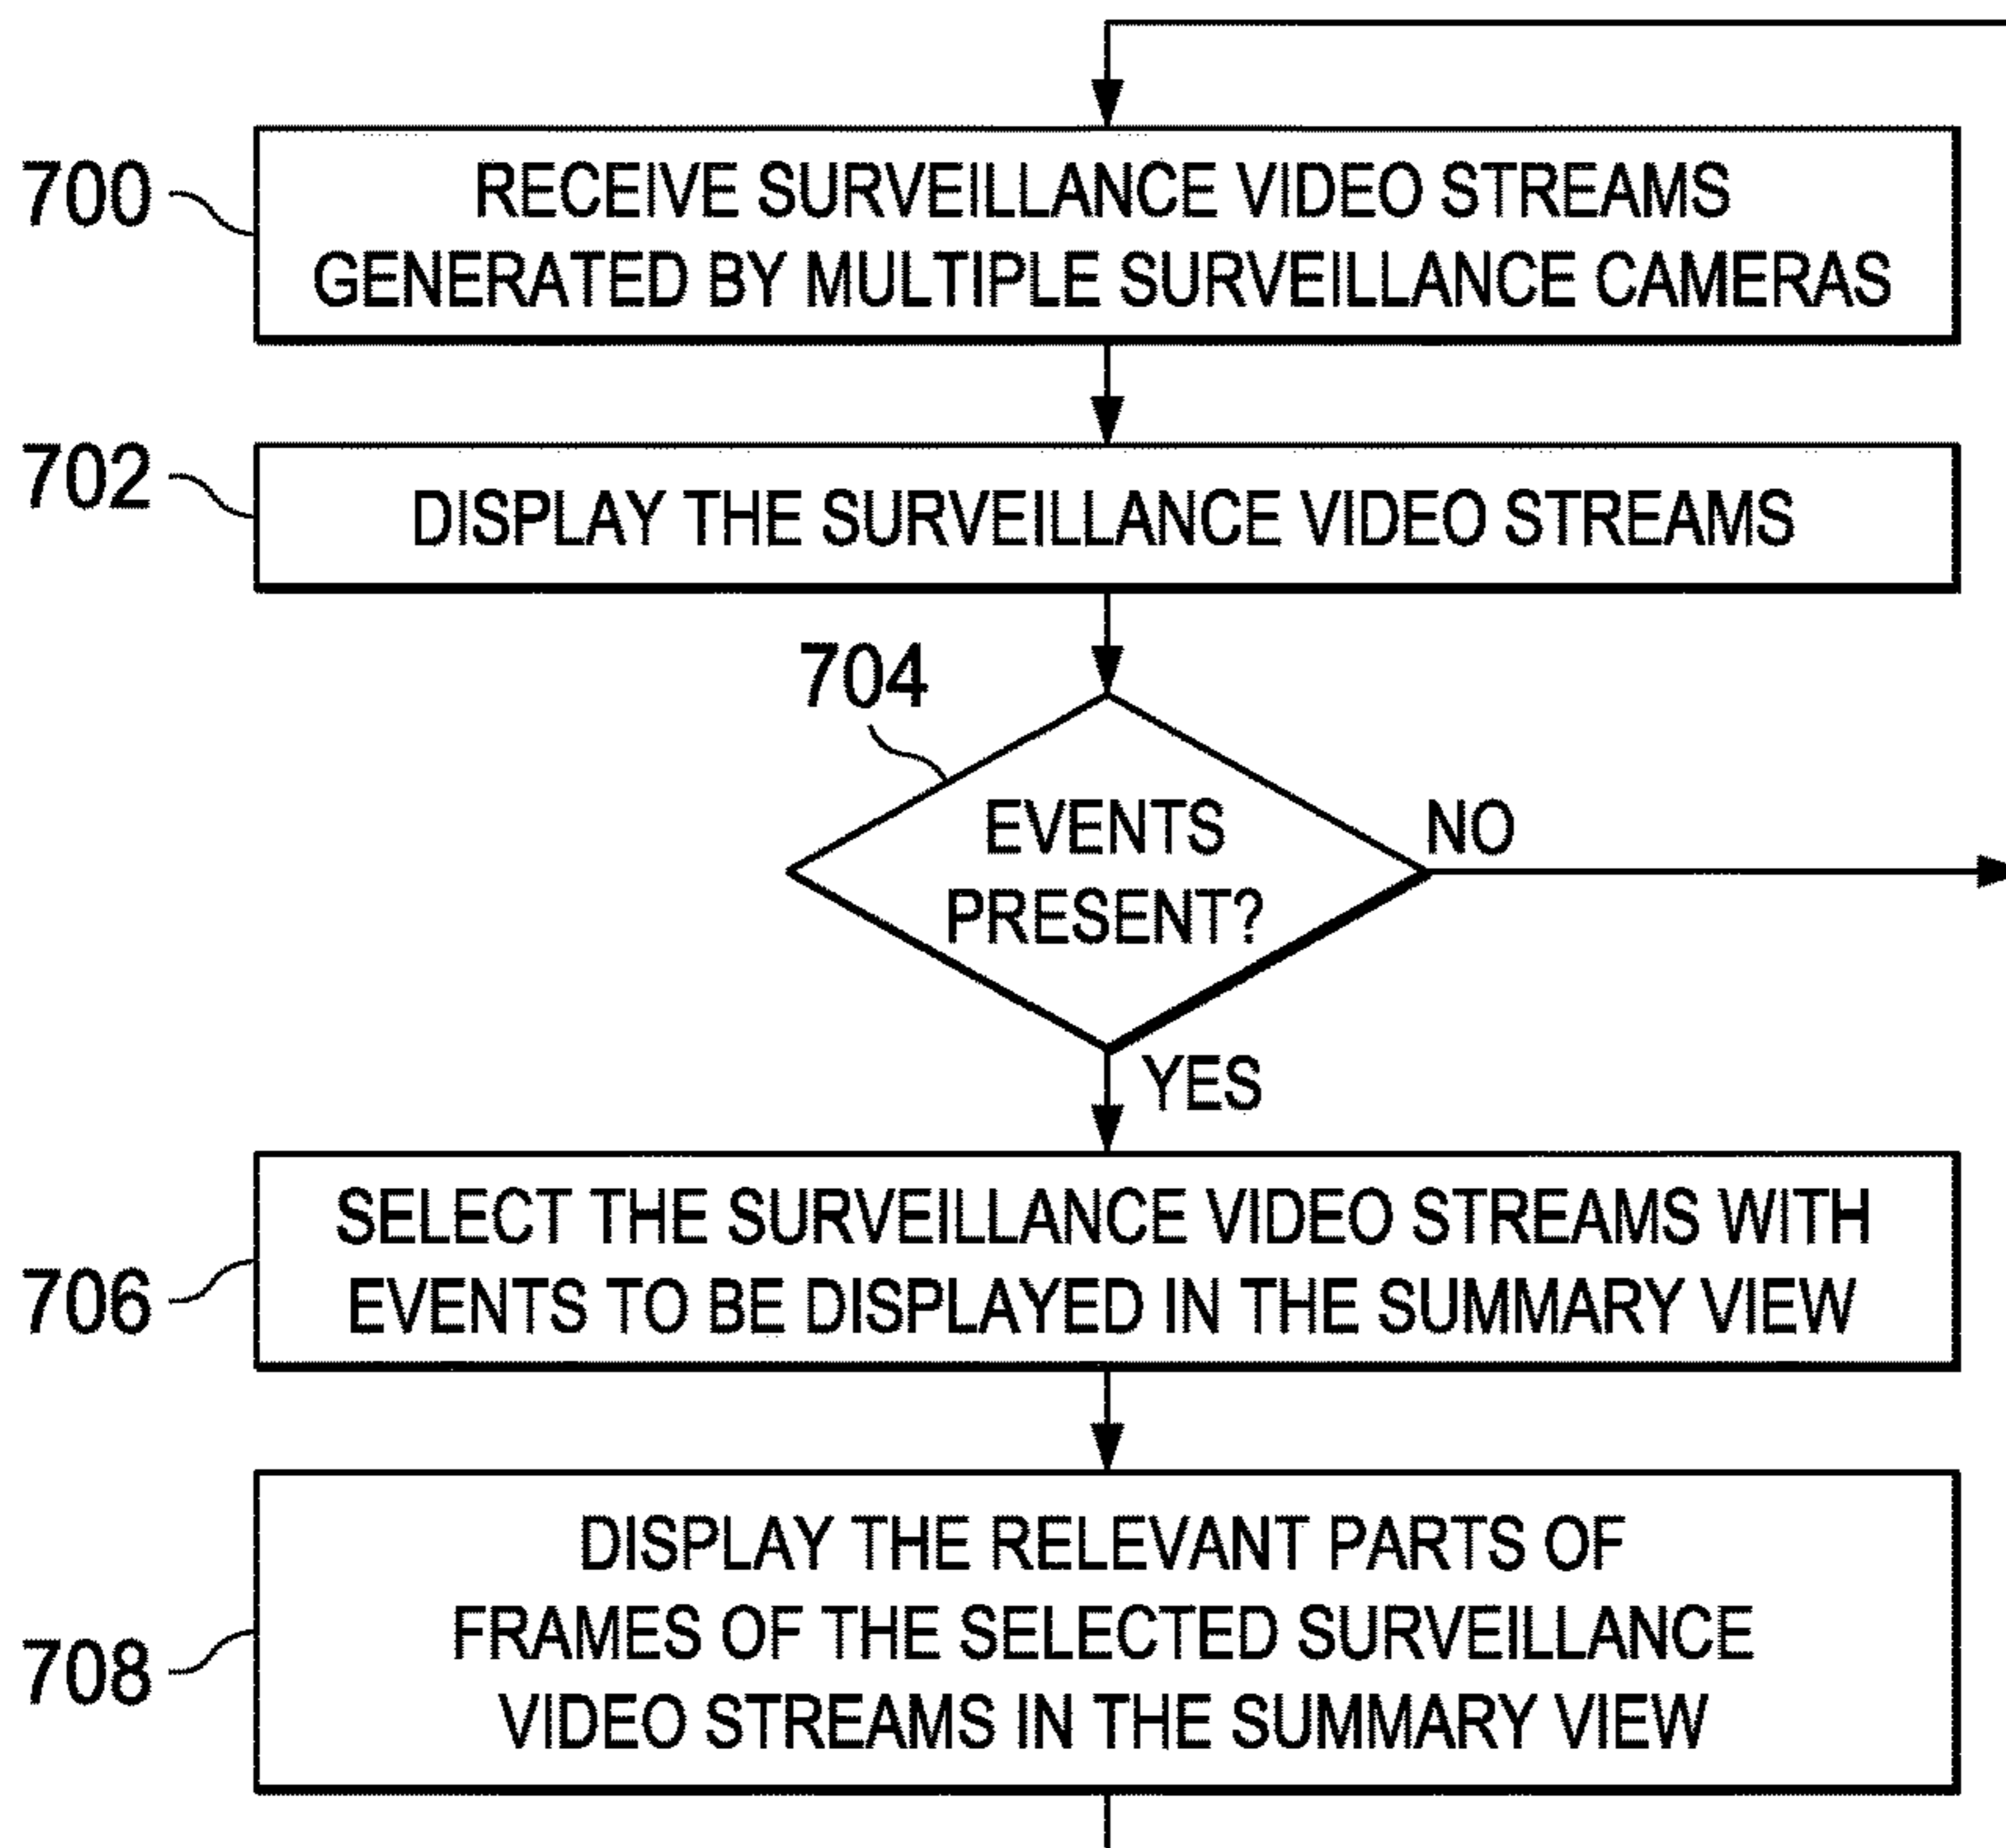 700
RECEIVE SURVEILLANCE VIDEO STREAMS
GENERATED BY MULTIPLE SURVEILLANCE CAMERAS
702
DISPLAY THE SURVEILLANCE VIDEO STREAMS
704
EVENTS
PRESENT?
NO
YES
706
SELECT THE SURVEILLANCE VIDEO STREAMS WITH
EVENTS TO BE DISPLAYED IN THE SUMMARY VIEW
708
DISPLAY THE RELEVANT PARTS OF
FRAMES OF THE SELECTED SURVEILLANCE
VIDEO STREAMS IN THE SUMMARY VIEW